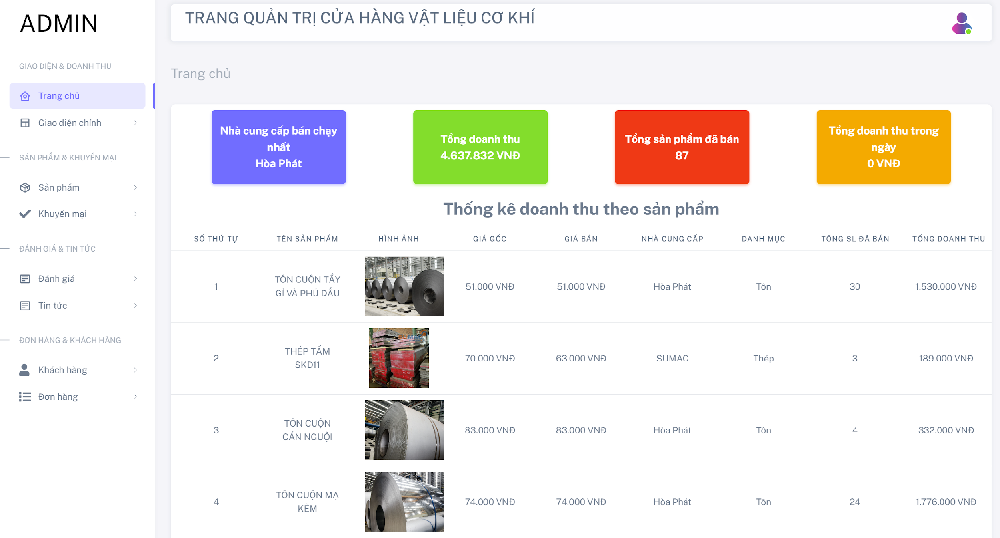 ADMIN
GIAO DIỆN & DOANH THU
Trang chủ
Giao diện chính
SẢN PHẨM & KHUYẾN MẠI
Sản phẩm
Khuyến mại
ĐÁNH GIÁ & TIN TỨC
Đánh giá
Tin tức
ĐƠN HÀNG & KHÁCH HÀNG
Khách hàng
Đơn hàng
TRANG QUẢN TRỊ CỬA HÀNG VẬT LIỆU CƠ KHÍ
Trang chủ
Nhà cung cấp bán chạy
nhất
Hòa Phát
Tổng doanh thu
4.637.832 VNĐ
Tổng sản phẩm đã bán
87
Tổng doanh thu trong
ngày
0 VNĐ
Thống kê doanh thu theo sản phẩm
SỐ THỨ TỰ TÊN SẢN PHẨM HÌNH ẢNH GIÁ GỐC GIÁ BÁN NHÀ CUNG CẤP DANH MỤC TỔNG SL ĐÃ BÁN TỔNG DOANH THU
1 TÔN CUỘN TẨY
GỈ VÀ PHỦ DẦU 51.000 VNĐ 51.000 VNĐ Hòa Phát Tôn 30 1.530.000 VNĐ
2 THÉP TẤM
SKD11 SUMAC 70.000 VNĐ 63.000 VNĐ SUMAC Thép 3 189.000 VNĐ
3 TÔN CUỘN
CÁN NGUỘI 83.000 VNĐ 83.000 VNĐ Hòa Phát Tôn 4 332.000 VNĐ
4 TÔN CUỘN MẠ
KẼM 74.000 VNĐ 74.000 VNĐ Hòa Phát Tôn 24 1.776.000 VNĐ